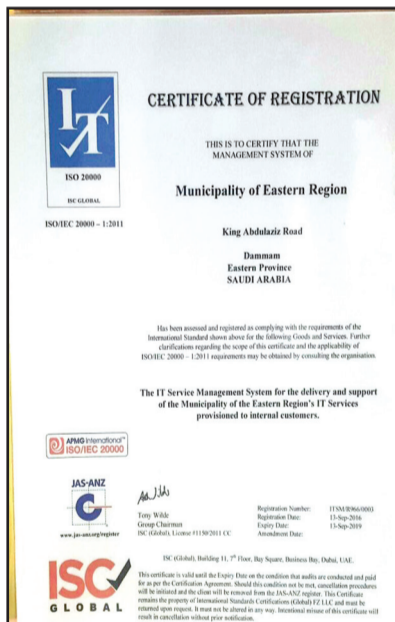 IT
ISO 20000
ISC GLOBAL
ISO/IEC 20000 – 1:2011
CERTIFICATE OF REGISTRATION
THIS IS TO CERTIFY THAT THE
MANAGEMENT SYSTEM OF
Municipality of Eastern Region
King Abdulaziz Road
Dammam
Eastern Province
SAUDI ARABIA
Has been assessed and registered as complying with the requirements of the
International Standard shown above for the following Goods and Services. Further
clarifications regarding the scope of this certificate and the applicability of
ISO/IEC 20000 – 1:2011 requirements may be obtained by consulting the organisation.
The IT Service Management System for the delivery and support
of the Municipality of the Eastern Region's IT Services
provisioned to internal customers.
APMG International™
ISO/IEC 20000
JAS-ANZ
www.jas-anz.org/register
Tony Wilde
Group Chairman
ISC (Global), License #1150/2011 CC
Registration Number: ITSM/R966/0003
Registration Date: 13-Sep-2016
Expiry Date: 13-Sep-2019
Amendment Date:
ISC (Global), Building 11, 7th Floor, Bay Square, Business Bay, Dubai, UAE.
ISC
GLOBAL
This certificate is valid until the Expiry Date on the condition that audits are conducted and paid
for as per the Certification Agreement. Should this condition not be met, cancellation procedures
will be initiated and the client will be removed from the JAS-ANZ register. This Certificate
remains the property of International Standards Certifications (Global) FZ LLC and must be
returned upon request. It must not be altered in any way. Intentional misuse of this certificate will
result in cancellation without prior notification.